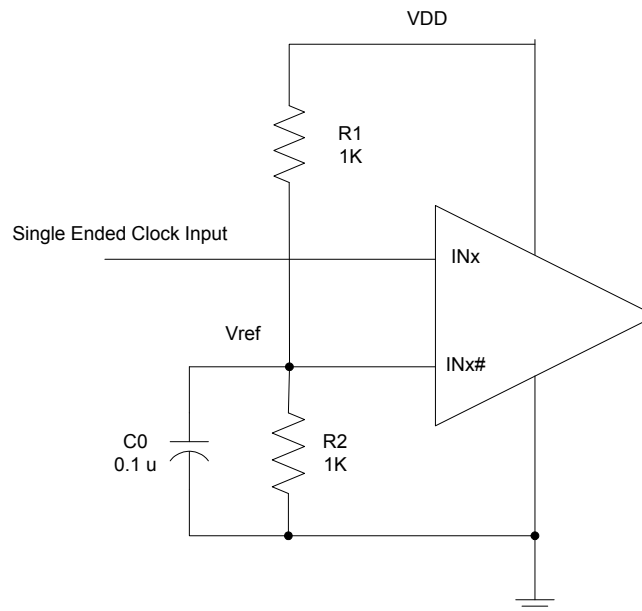 VDD
R1
1K
Single Ended Clock Input
INx
Vref
INx#
C0
0.1 u
R2
1K